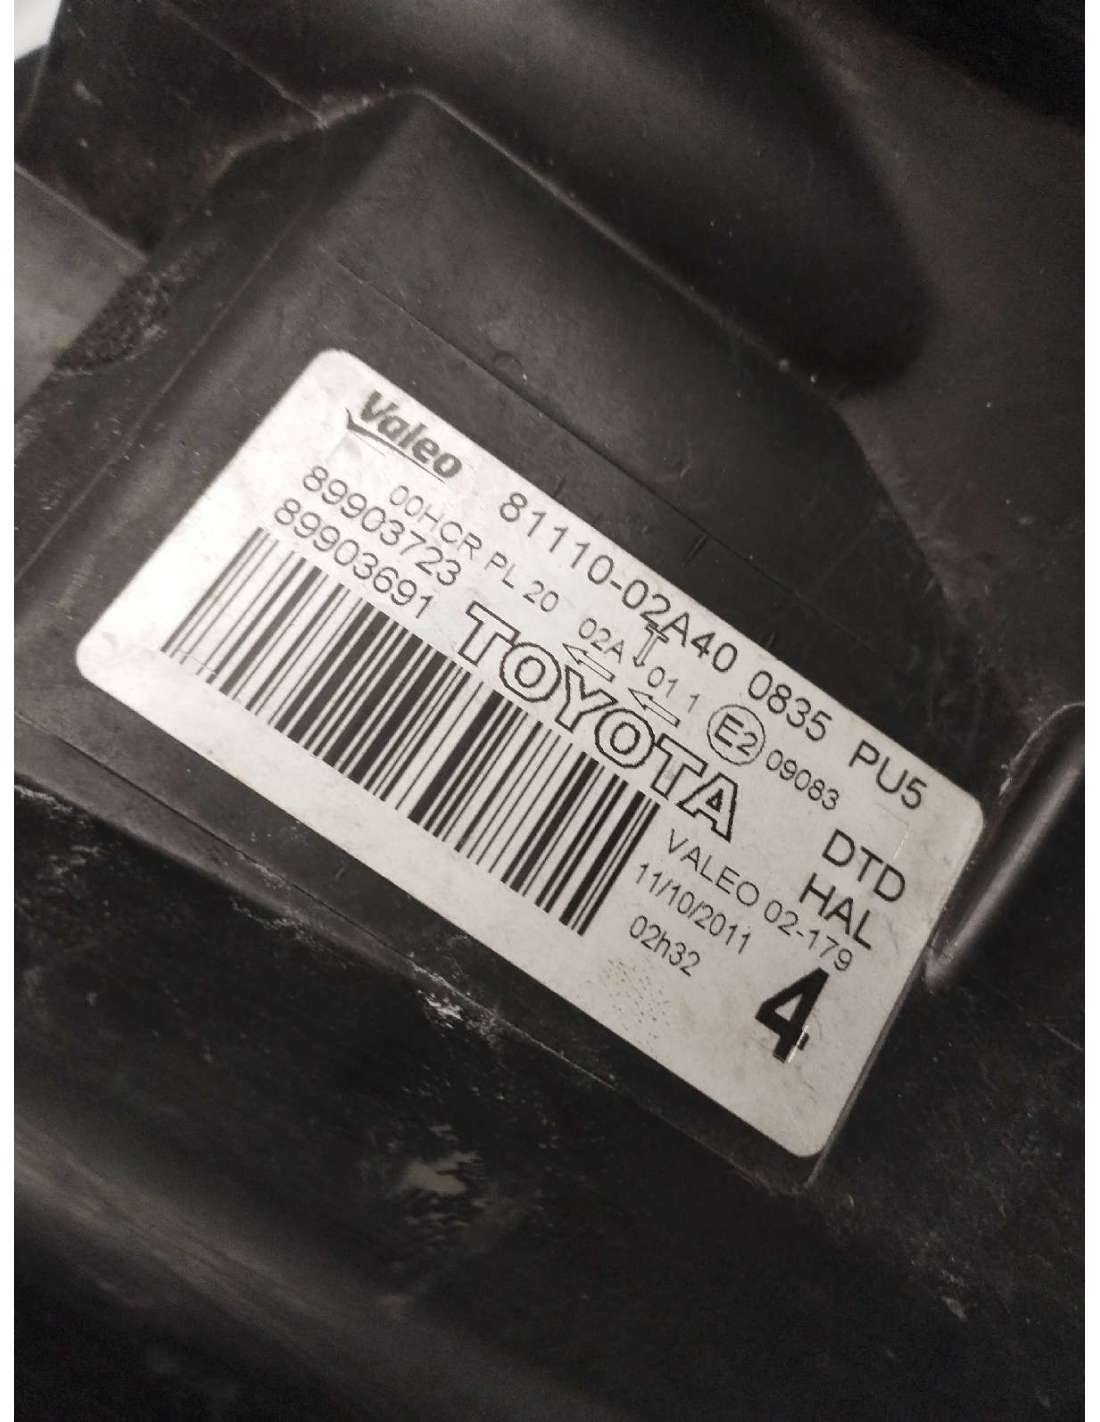 Valeo 81110-02A40 0835 PU5
00HCR PL 20 02A 01 1 E2 09083
89903723
89903691
TOYOTA
DTD
HAL
VALEO 02-179
11/10/2011
02h32
4